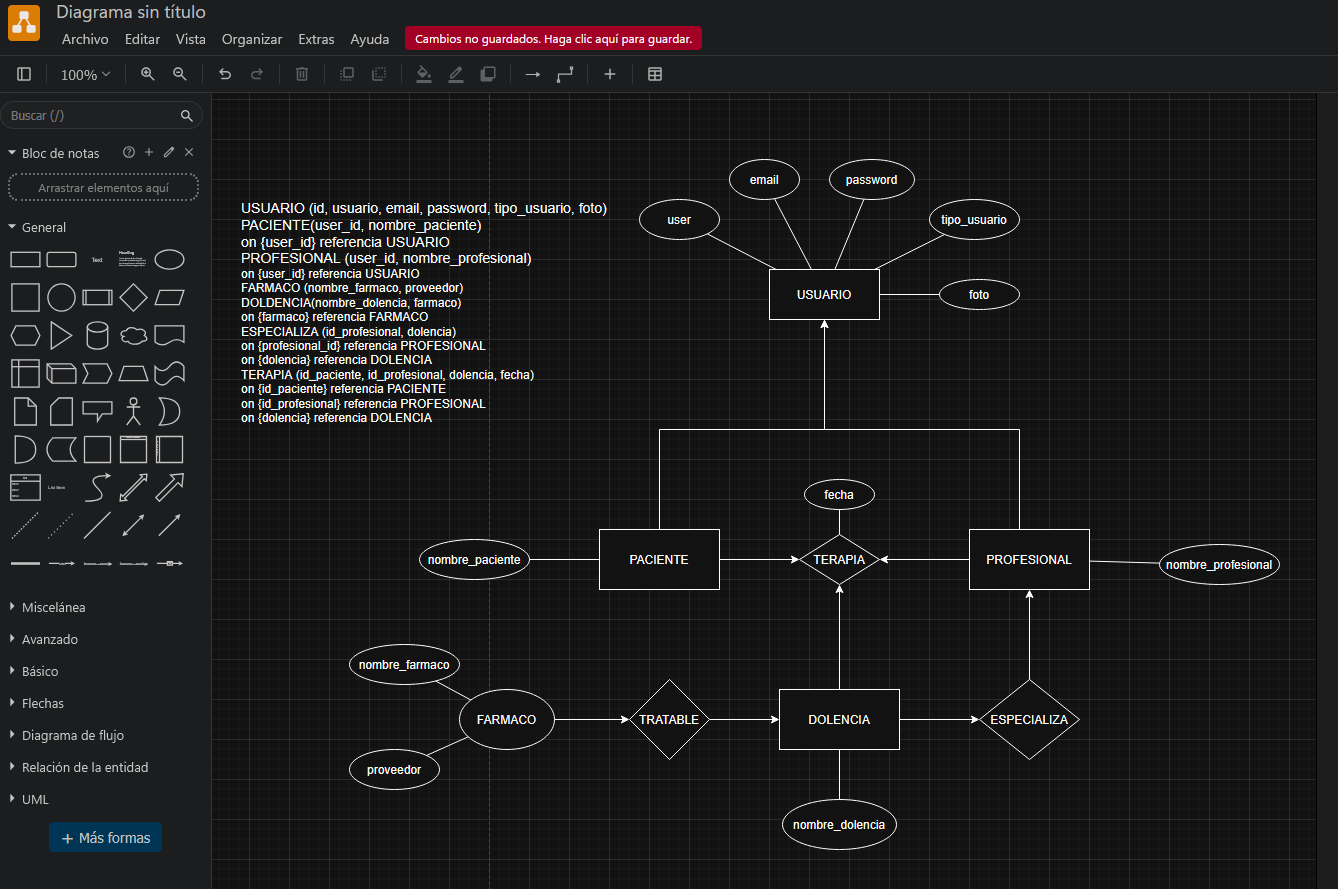 Diagrama sin título
Archivo Editar Vista Organizar Extras Ayuda Cambios no guardados. Haga clic aquí para guardar.
100%
Buscar (/)
Bloc de notas
Arrastrar elementos aquí
General
Text
Heading
List Item
Miscelánea
Avanzado
Básico
Flechas
Diagrama de flujo
Relación de la entidad
UML
+ Más formas
USUARIO (id, usuario, email, password, tipo_usuario, foto)
PACIENTE(user_id, nombre_paciente)
on {user_id} referencia USUARIO
PROFESIONAL (user_id, nombre_profesional)
on {user_id} referencia USUARIO
FARMACO (nombre_farmaco, proveedor)
DOLDENCIA(nombre_dolencia, farmaco)
on {farmaco} referencia FARMACO
ESPECIALIZA (id_profesional, dolencia)
on {profesional_id} referencia PROFESIONAL
on {dolencia} referencia DOLENCIA
TERAPIA (id_paciente, id_profesional, dolencia, fecha)
on {id_paciente} referencia PACIENTE
on {id_profesional} referencia PROFESIONAL
on {dolencia} referencia DOLENCIA
email password
user tipo_usuario
USUARIO foto
fecha
nombre_paciente PACIENTE TERAPIA PROFESIONAL nombre_profesional
nombre_farmaco
FARMACO TRATABLE DOLENCIA ESPECIALIZA
proveedor
nombre_dolencia